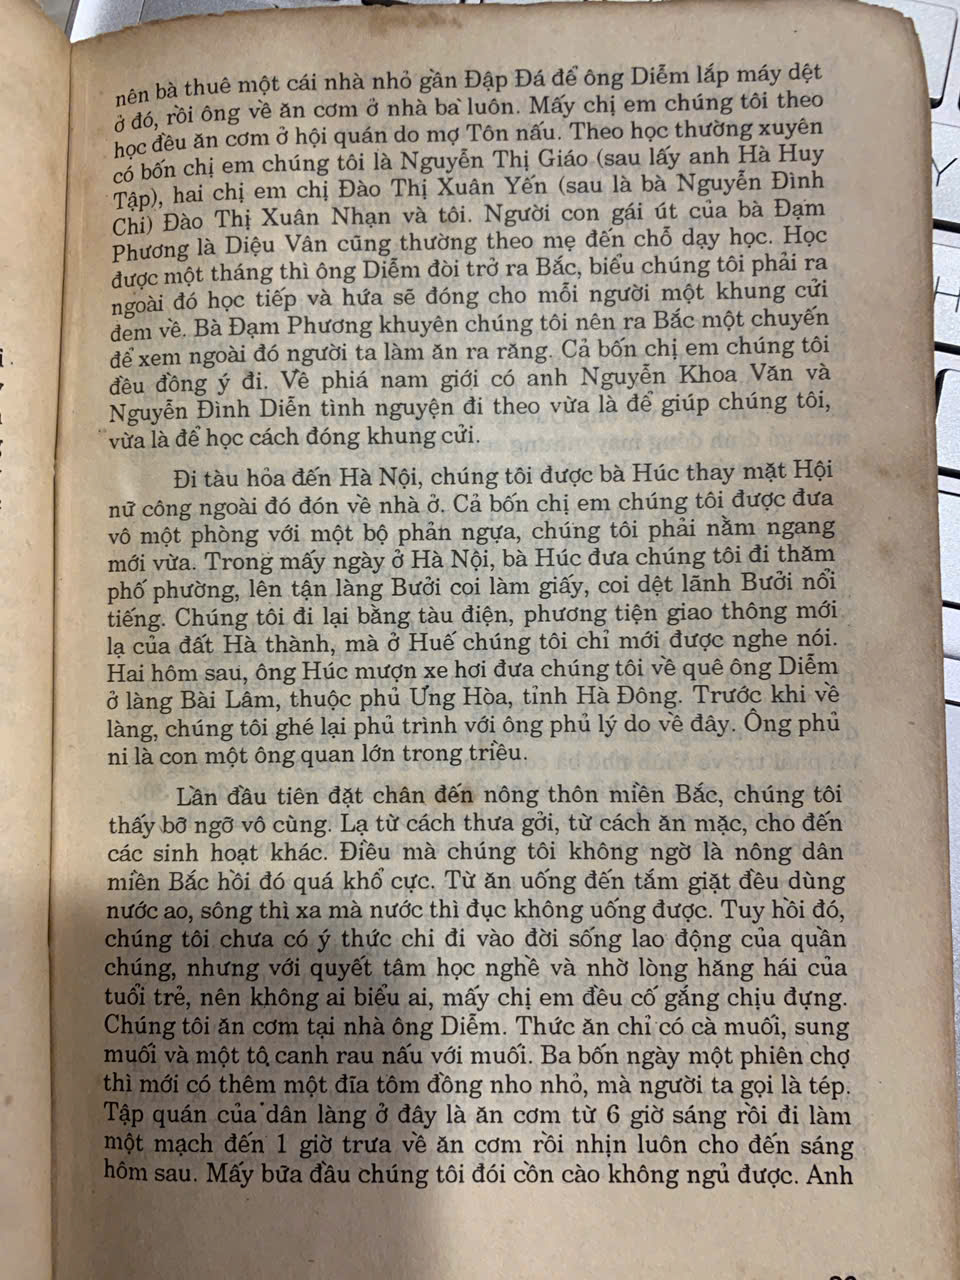 nên bà thuê một cái nhà nhỏ gần Đập Đá để ông Diễm lắp máy dệt
ở đó, rồi ông về ăn cơm ở nhà bà luôn. Mấy chị em chúng tôi theo
học đều ăn cơm ở hội quán do mợ Tôn nấu. Theo học thường xuyên
có bốn chị em chúng tôi là Nguyễn Thị Giáo (sau lấy anh Hà Huy
Tập), hai chị em chị Đào Thị Xuân Yến (sau là bà Nguyễn Đình
Chi) Đào Thị Xuân Nhạn và tôi. Người con gái út của bà Đạm
Phương là Diệu Vân cũng thường theo mẹ đến chỗ dạy học. Học
được một tháng thì ông Diễm đòi trở ra Bắc, biểu chúng tôi phải ra
ngoài đó học tiếp và hứa sẽ đóng cho mỗi người một khung cửi
đem về. Bà Đạm Phương khuyên chúng tôi nên ra Bắc một chuyến
để xem ngoài đó người ta làm ăn ra răng. Cả bốn chị em chúng tôi
đều đồng ý đi. Về phiá nam giới có anh Nguyễn Khoa Văn và
Nguyễn Đình Diễn tình nguyện đi theo vừa là để giúp chúng tôi,
vừa là để học cách đóng khung cửi.
Đi tàu hỏa đến Hà Nội, chúng tôi được bà Húc thay mặt Hội
nữ công ngoài đó đón về nhà ở. Cả bốn chị em chúng tôi được đưa
vô một phòng với một bộ phản ngựa, chúng tôi phải nằm ngang
mới vừa. Trong mấy ngày ở Hà Nội, bà Húc đưa chúng tôi đi thăm
phố phường, lên tận làng Bưởi coi làm giấy, coi dệt lãnh Bưởi nổi
tiếng. Chúng tôi đi lại bằng tàu điện, phương tiện giao thông mới
lạ của đất Hà thành, mà ở Huế chúng tôi chỉ mới được nghe nói.
Hai hôm sau, ông Húc mượn xe hơi đưa chúng tôi về quê ông Diễm
ở làng Bài Lâm, thuộc phủ Ưng Hòa, tỉnh Hà Đông. Trước khi về
làng, chúng tôi ghé lại phủ trình với ông phủ lý do về đây. Ông phủ
ni là con một ông quan lớn trong triều.
Lần đầu tiên đặt chân đến nông thôn miền Bắc, chúng tôi
thấy bỡ ngỡ vô cùng. Lạ từ cách thưa gởi, từ cách ăn mặc, cho đến
các sinh hoạt khác. Điều mà chúng tôi không ngờ là nông dân
miền Bắc hồi đó quá khổ cực. Từ ăn uống đến tắm giặt đều dùng
nước ao, sông thì xa mà nước thì đục không uống được. Tuy hồi đó,
chúng tôi chưa có ý thức chi đi vào đời sống lao động của quần
chúng, nhưng với quyết tâm học nghề và nhờ lòng hăng hái của
tuổi trẻ, nên không ai biểu ai, mấy chị em đều cố gắng chịu đựng.
Chúng tôi ăn cơm tại nhà ông Diễm. Thức ăn chỉ có cà muối, sung
muối và một tô canh rau nấu với muối. Ba bốn ngày một phiên chợ
thì mới có thêm một đĩa tôm đồng nho nhỏ, mà người ta gọi là tép.
Tập quán của dân làng ở đây là ăn cơm từ 6 giờ sáng rồi đi làm
một mạch đến 1 giờ trưa về ăn cơm rồi nhịn luôn cho đến sáng
hôm sau. Mấy bữa đầu chúng tôi đói cồn cào không ngủ được. Anh